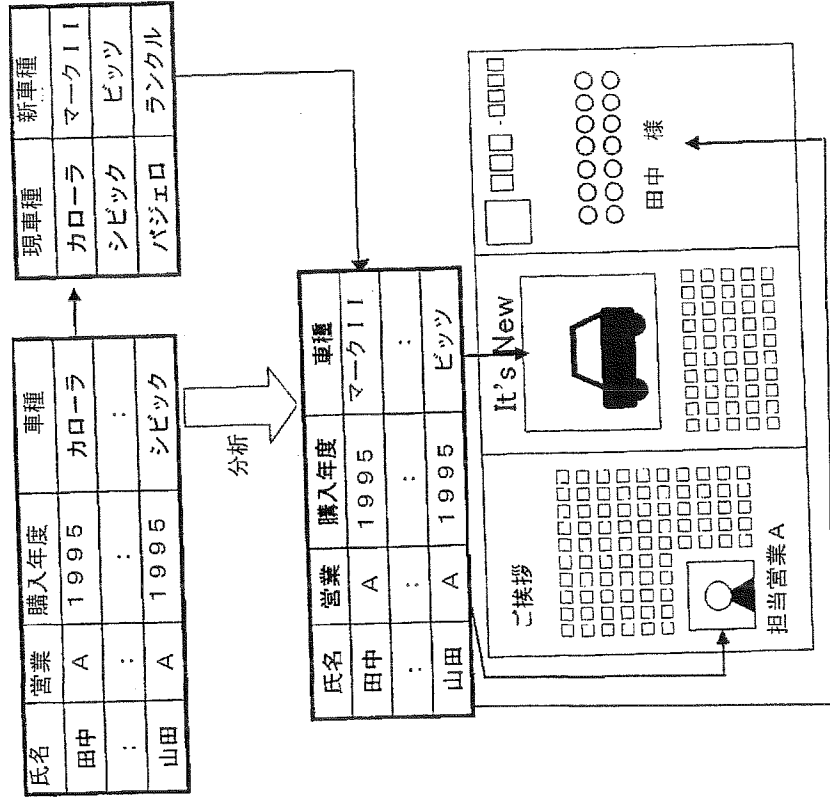 氏名 営業 購入年度 車種
田中 A 1995 カローラ
: : : :
山田 A 1995 シビック
現車種 新車種
カローラ マークII
シビック ビッツ
パジェロ ランクル
分析
氏名 営業 購入年度 車種
田中 A 1995 マークII
: : : :
山田 A 1995 ビッツ
ご挨拶
担当営業A
It's New
田中 様